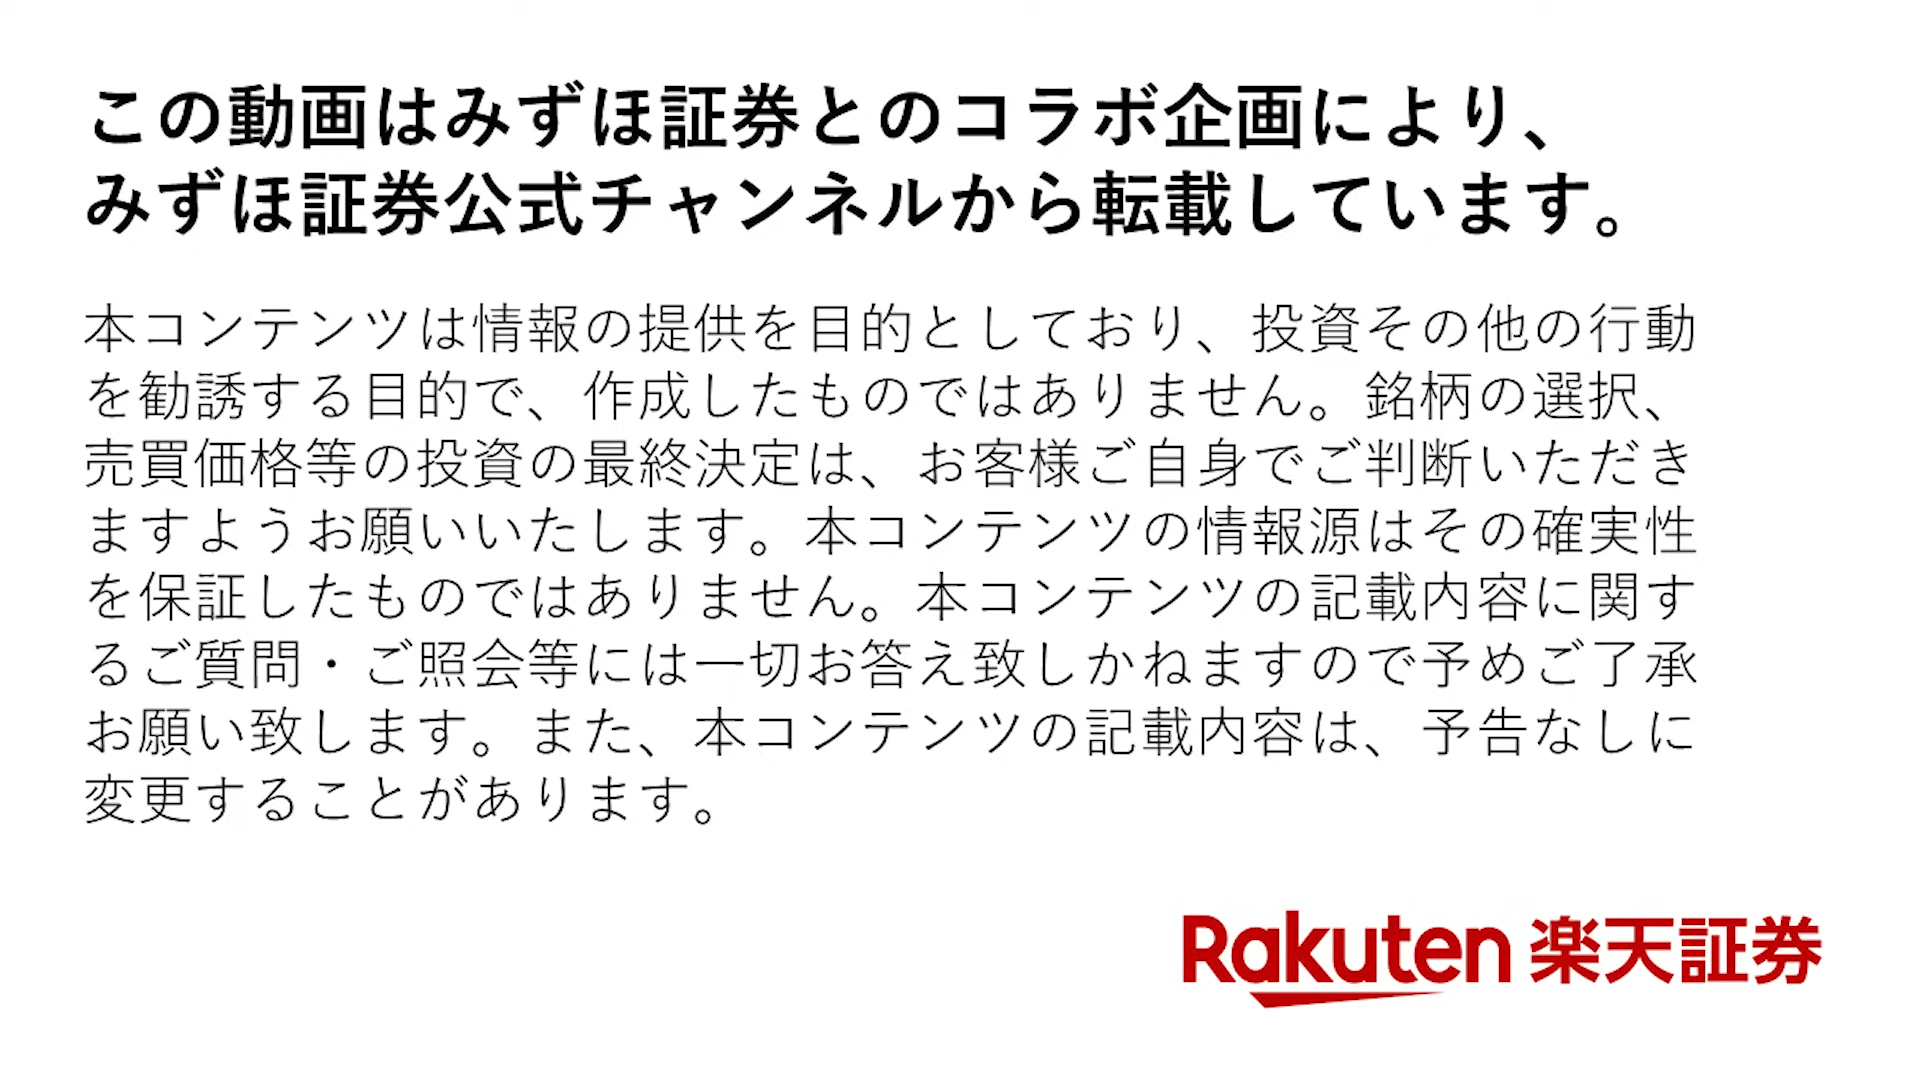 この動画はみずほ証券とのコラボ企画により、
みずほ証券公式チャンネルから転載しています。
本コンテンツは情報の提供を目的としており、投資その他の行動
を勧誘する目的で、作成したものではありません。銘柄の選択、
売買価格等の投資の最終決定は、お客様ご自身でご判断いただき
ますようお願いいたします。本コンテンツの情報源はその確実性
を保証したものではありません。本コンテンツの記載内容に関す
るご質問・ご照会等には一切お答え致しかねますので予めご了承
お願い致します。また、本コンテンツの記載内容は、予告なしに
変更することがあります。
Rakuten 楽天証券